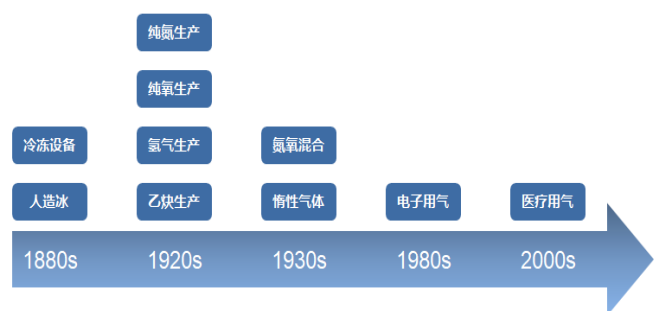 纯氮生产
纯氧生产
冷冻设备
氢气生产
氮氧混合
人造冰
乙炔生产
惰性气体
电子用气
医疗用气
1880s
1920s
1930s
1980s
2000s